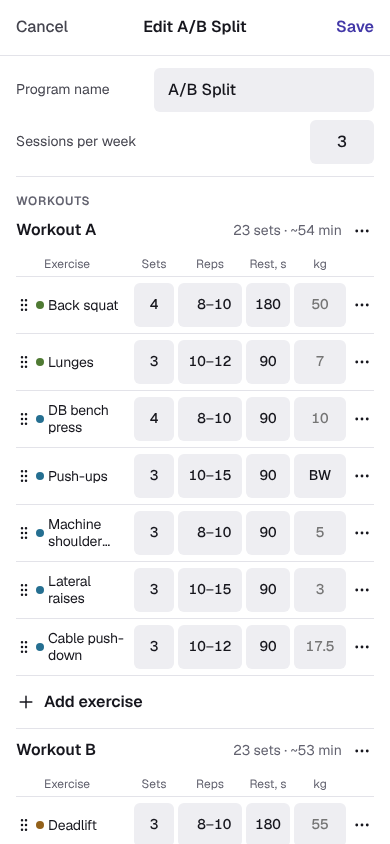 Cancel Edit A/B Split Save
Program name A/B Split
Sessions per week 3
WORKOUTS
Workout A 23 sets · ~54 min
Exercise Sets Reps Rest, s kg
Back squat 4 8–10 180 50
Lunges 3 10–12 90 7
DB bench
press 4 8–10 90 10
Push-ups 3 10–15 90 BW
Machine
shoulder… 3 8–10 90 5
Lateral
raises 3 10–15 90 3
Cable push-
down 3 10–12 90 17.5
Add exercise
Workout B 23 sets · ~53 min
Exercise Sets Reps Rest, s kg
Deadlift 3 8–10 180 55